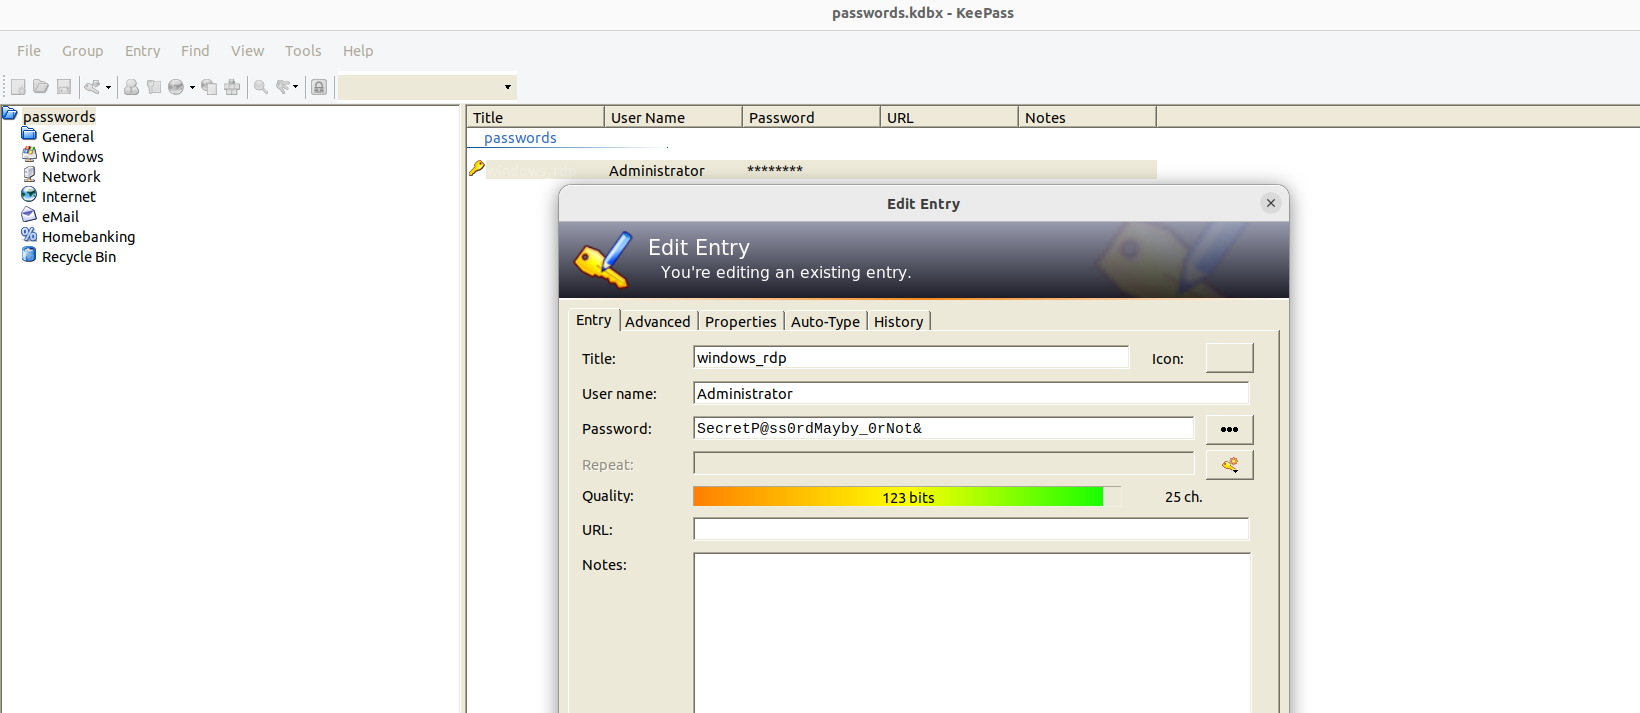 passwords.kdbx - KeePass
File Group Entry Find View Tools Help
passwords
General
Windows
Network
Internet
eMail
Homebanking
Recycle Bin
Title User Name Password URL Notes
passwords
windows_rdp Administrator ********
Edit Entry
Edit Entry
You're editing an existing entry.
Entry Advanced Properties Auto-Type History
Title: windows_rdp Icon:
User name: Administrator
Password: SecretP@ss0rdMayby_0rNot&
Repeat:
Quality: 123 bits 25 ch.
URL:
Notes: